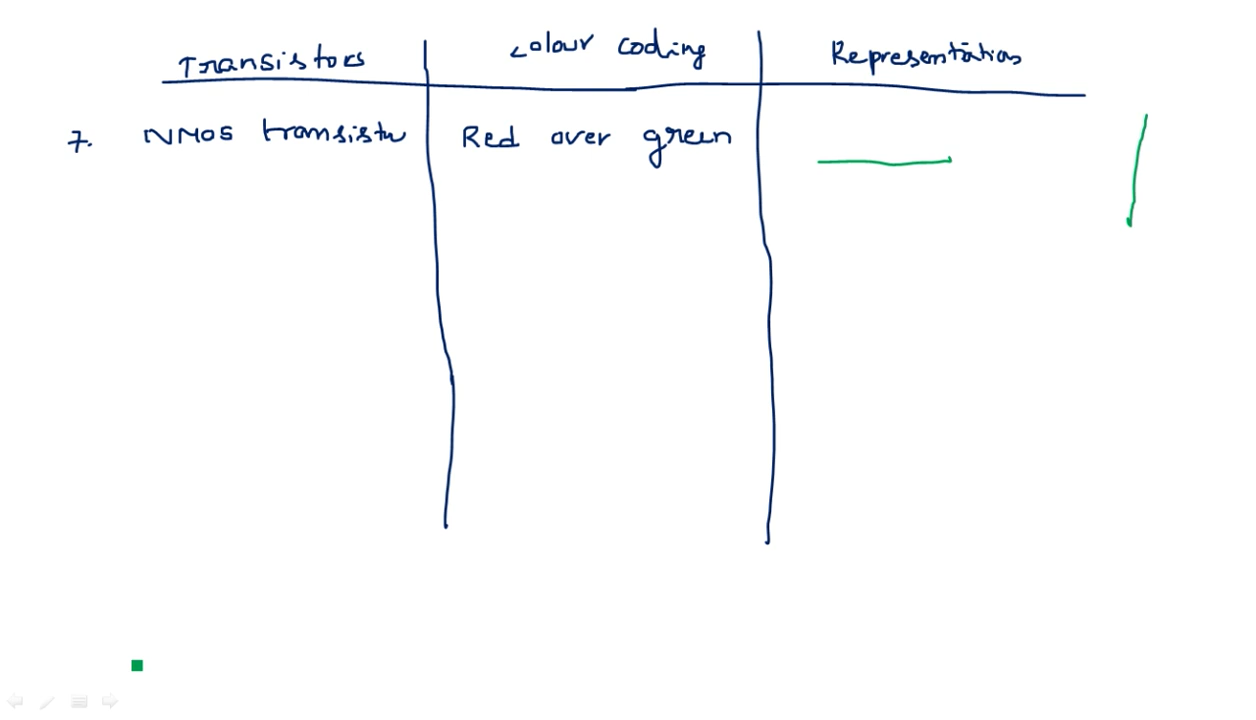 Transistors colour coding Representation
7. NMOS transistor Red over green